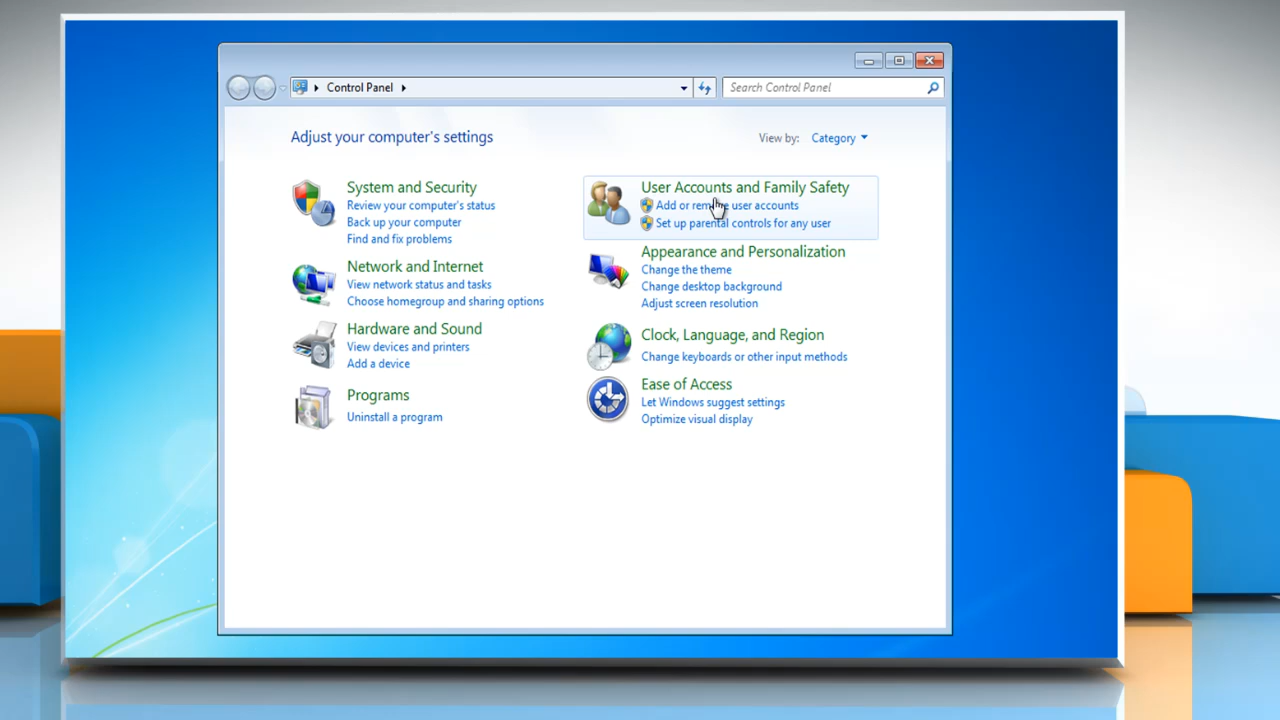 Control Panel
Search Control Panel
Adjust your computer's settings
View by: Category
System and Security
Review your computer's status
Back up your computer
Find and fix problems
Network and Internet
View network status and tasks
Choose homegroup and sharing options
Hardware and Sound
View devices and printers
Add a device
Programs
Uninstall a program
User Accounts and Family Safety
Add or remove user accounts
Set up parental controls for any user
Appearance and Personalization
Change the theme
Change desktop background
Adjust screen resolution
Clock, Language, and Region
Change keyboards or other input methods
Ease of Access
Let Windows suggest settings
Optimize visual display